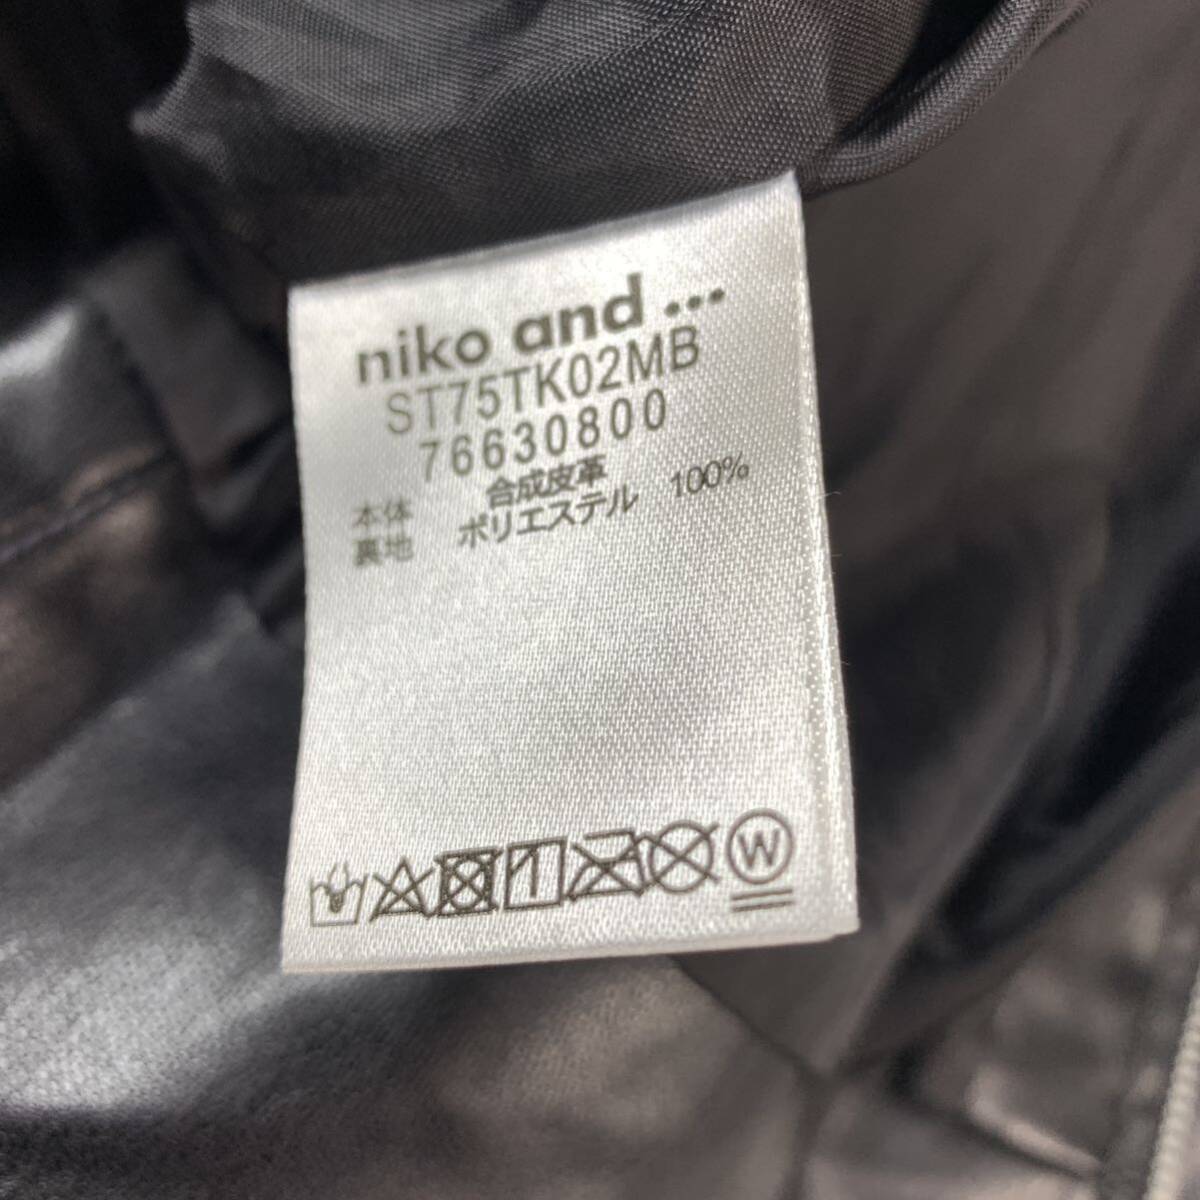 niko and ...
ST75TK02MB
76630800
本体 合成皮革
裏地 ポリエステル 100%
W